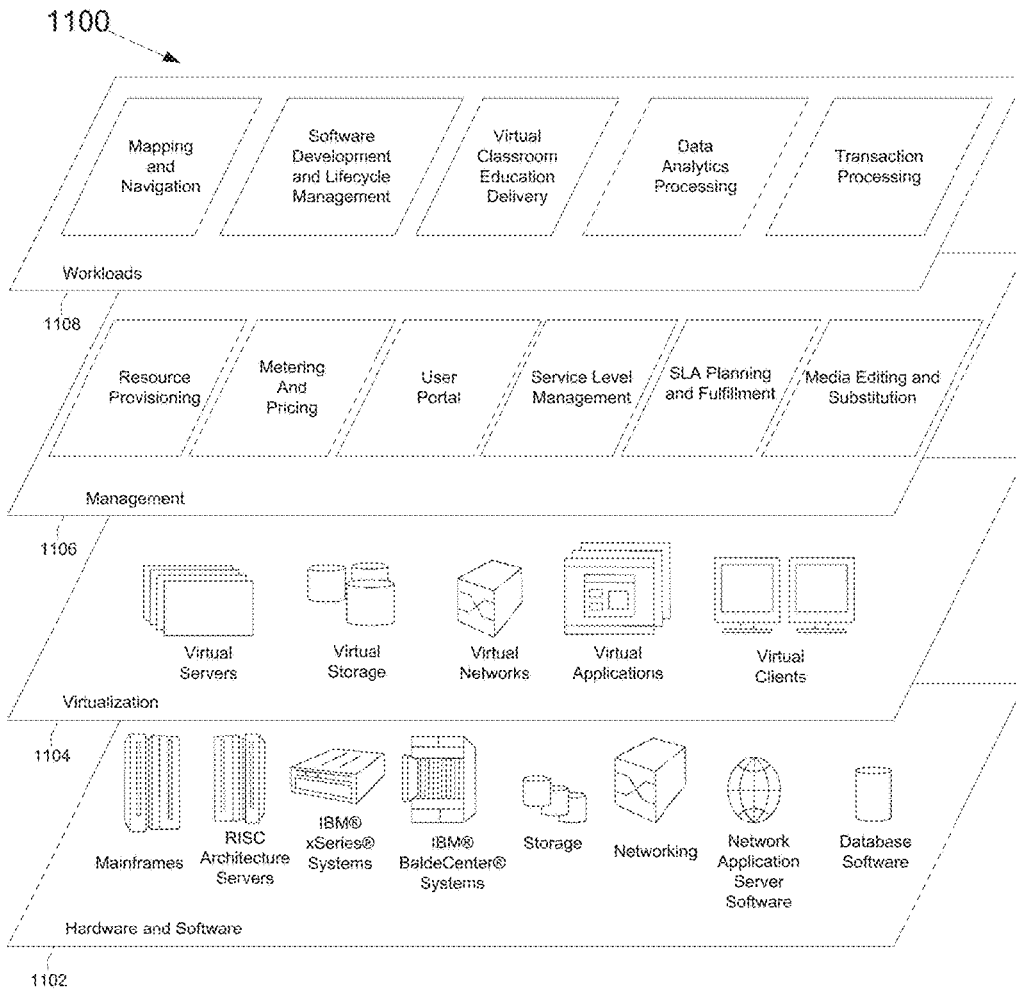 1100
Mapping
and
Navigation
Software
Development
and Lifecycle
Management
Virtual
Classroom
Education
Delivery
Data
Analytics
Processing
Transaction
Processing
Workloads
1108
Resource
Provisioning
Metering
And
Pricing
User
Portal
Service Level
Management
SLA Planning
and Fulfillment
Media Editing and
Substitution
Management
1106
Virtual
Servers
Virtual
Storage
Virtual
Networks
Virtual
Applications
Virtual
Clients
Virtualization
1104
Mainframes
RISC
Architecture
Servers
IBM®
xSeries®
Systems
IBM®
BaldeCenter®
Systems
Storage
Networking
Network
Application
Server
Software
Database
Software
Hardware and Software
1102